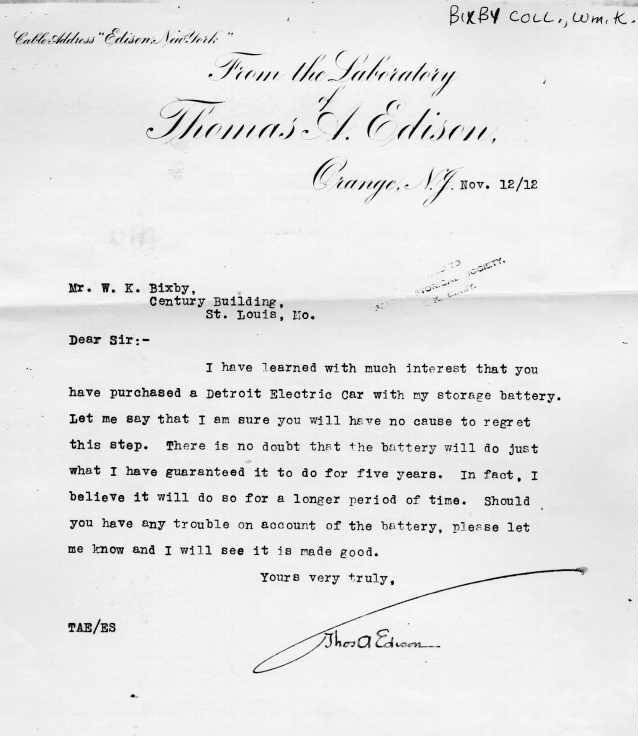 BIXBY COLL., Wm. K.
Cable Address "Edison, New York"
From the Laboratory
of
Thomas A. Edison,
Orange, N.J. Nov. 12/12
TO
SOCIETY.
Mr. W. K. Bixby,
Century Building,
St. Louis, Mo.
Dear Sir:-
I have learned with much interest that you
have purchased a Detroit Electric Car with my storage battery.
Let me say that I am sure you will have no cause to regret
this step. There is no doubt that the battery will do just
what I have guaranteed it to do for five years. In fact, I
believe it will do so for a longer period of time. Should
you have any trouble on account of the battery, please let
me know and I will see it is made good.
Yours very truly,
TAE/ES
Thos A Edison